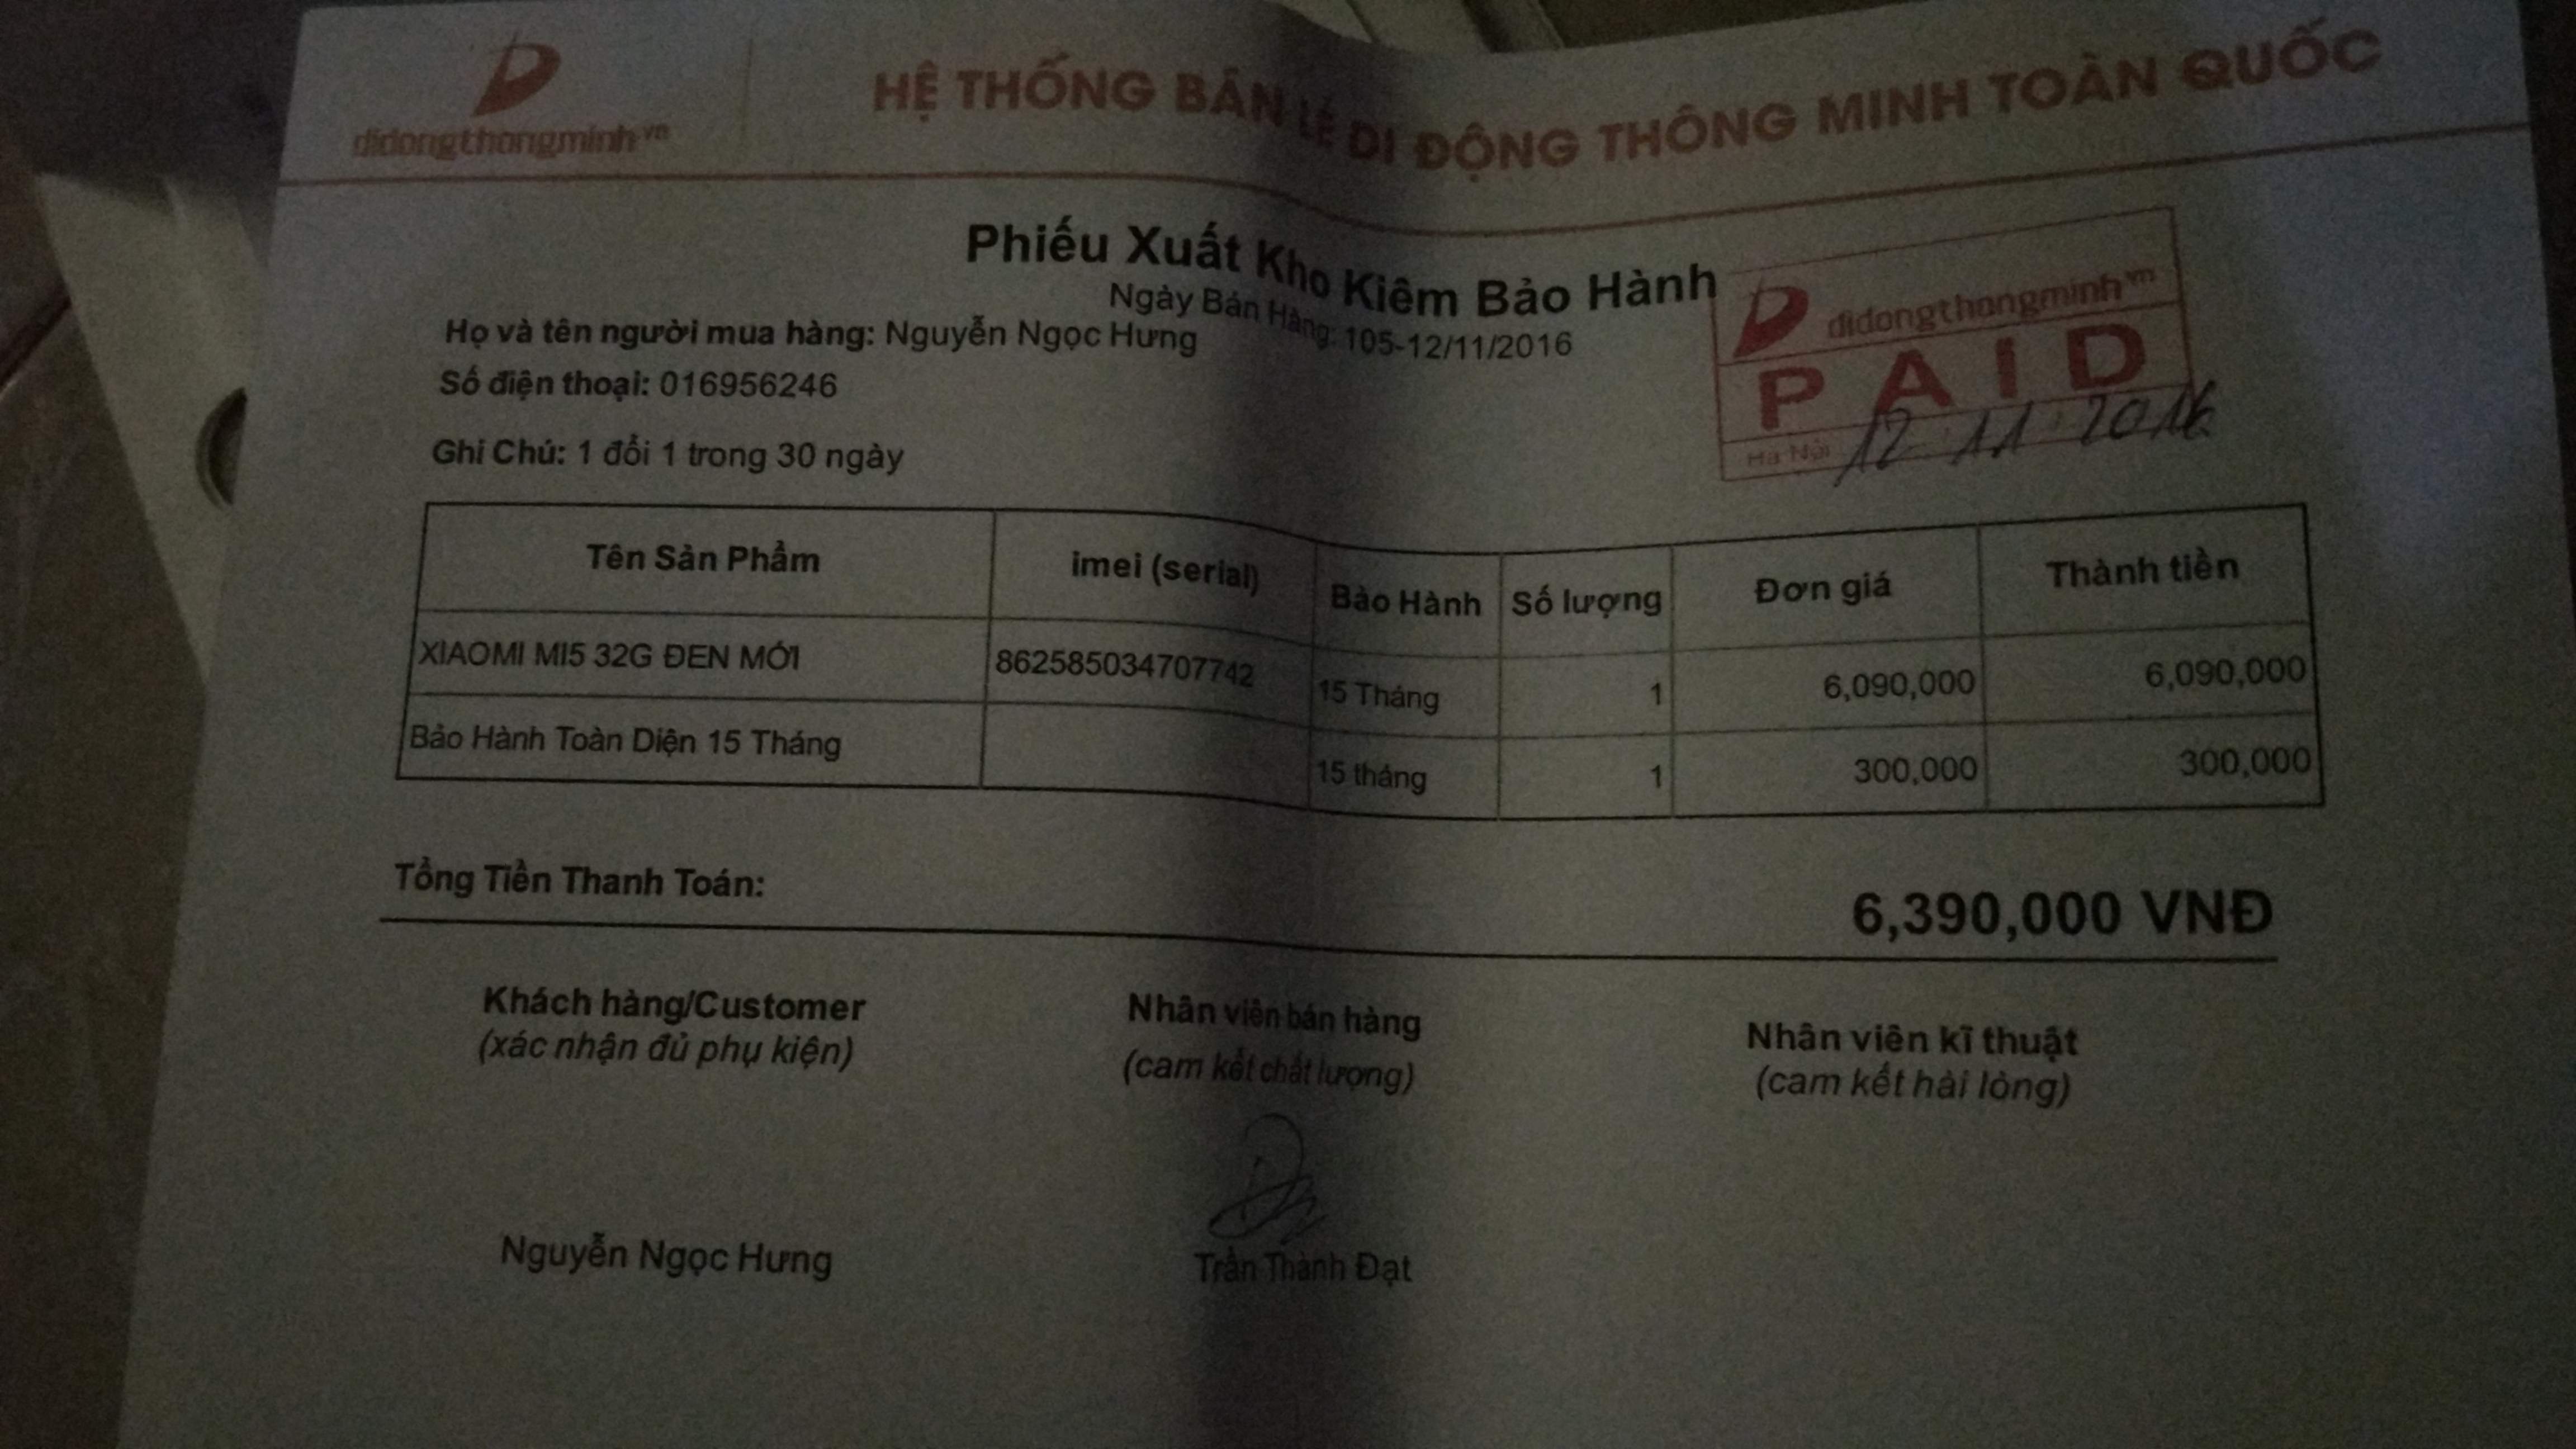 didongthongminh.vn
HỆ THỐNG BÁN LẺ DI ĐỘNG THÔNG MINH TOÀN QUỐC
Phiếu Xuất Kho Kiêm Bảo Hành
Ngày Bán Hàng: 105-12/11/2016
didongthongminh.vn
PAID
Hà Nội 12 11 2016
Họ và tên người mua hàng: Nguyễn Ngọc Hưng
Số điện thoại: 016956246
Ghi Chú: 1 đổi 1 trong 30 ngày
Tên Sản Phẩm imei (serial) Bảo Hành Số lượng Đơn giá Thành tiền
XIAOMI MI5 32G ĐEN MỚI 862585034707742 15 Tháng 1 6,090,000 6,090,000
Bảo Hành Toàn Diện 15 Tháng 15 tháng 1 300,000 300,000
Tổng Tiền Thanh Toán: 6,390,000 VNĐ
Khách hàng/Customer Nhân viên bán hàng Nhân viên kĩ thuật
(xác nhận đủ phụ kiện) (cam kết chất lượng) (cam kết hài lòng)
Nguyễn Ngọc Hưng Trần Thành Đạt